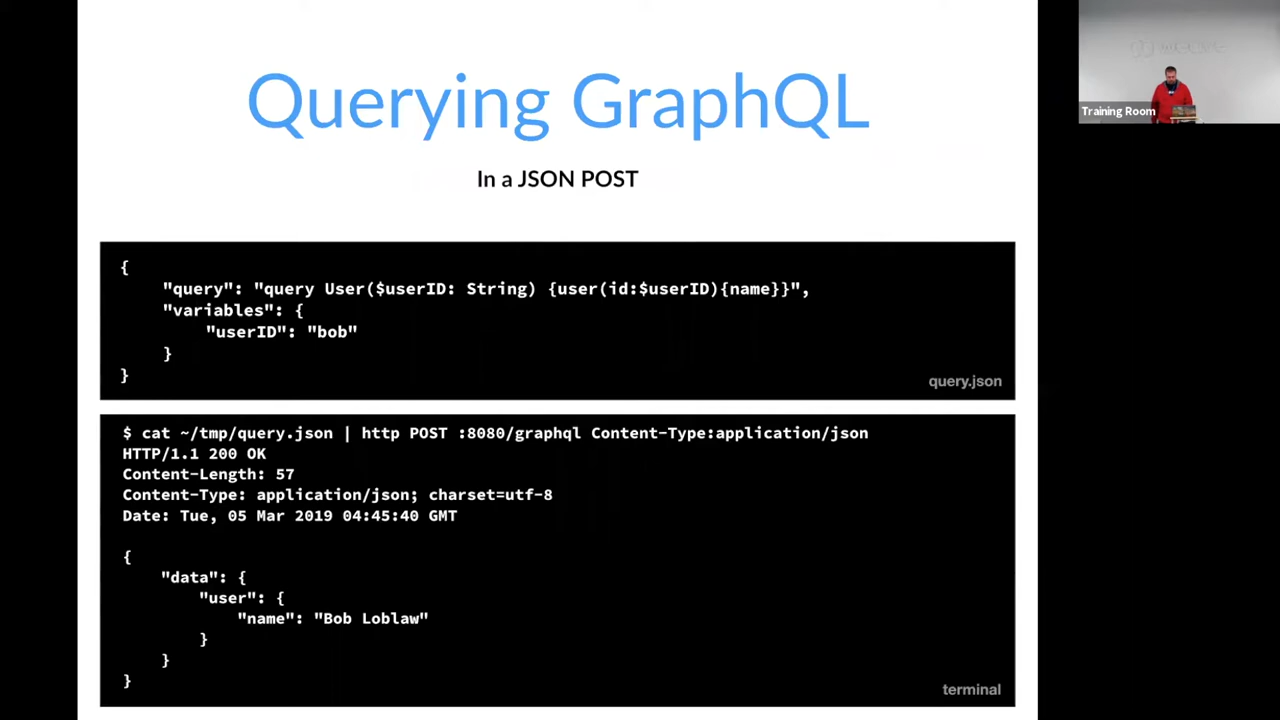 Querying GraphQL
In a JSON POST
{
    "query": "query User($userID: String) {user(id:$userID){name}}",
    "variables": {
        "userID": "bob"
    }
}
query.json
$ cat ~/tmp/query.json | http POST :8080/graphql Content-Type:application/json
HTTP/1.1 200 OK
Content-Length: 57
Content-Type: application/json; charset=utf-8
Date: Tue, 05 Mar 2019 04:45:40 GMT
{
    "data": {
        "user": {
            "name": "Bob Loblaw"
        }
    }
}
terminal
weave
Training Room